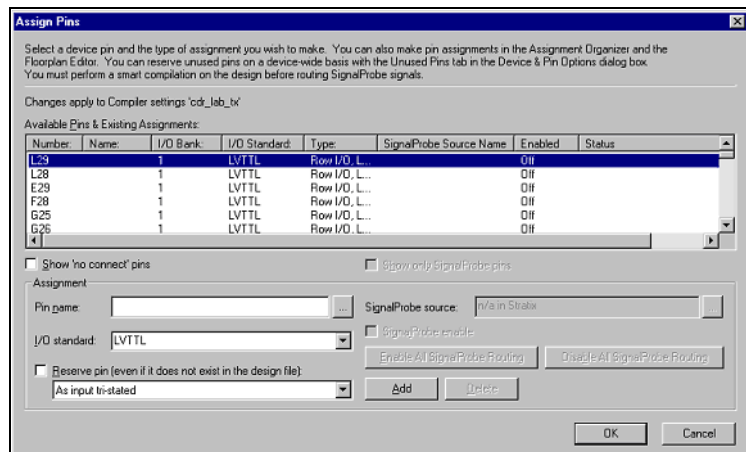 Assign Pins
Select a device pin and the type of assignment you wish to make. You can also make pin assignments in the Assignment Organizer and the
Floorplan Editor. You can reserve unused pins on a device-wide basis with the Unused Pins tab in the Device & Pin Options dialog box.
You must perform a smart compilation on the design before routing SignalProbe signals.
Changes apply to Compiler settings 'cdr_lab_tx'
Available Pins & Existing Assignments:
Number: Name: I/O Bank: I/O Standard: Type: SignalProbe Source Name Enabled Status
L29 1 LVTTL Row I/O, L... Off
L28 1 LVTTL Row I/O, L... Off
E29 1 LVTTL Row I/O, L... Off
F28 1 LVTTL Row I/O, L... Off
G25 1 LVTTL Row I/O, L... Off
G26 1 LVTTL Row I/O, L... Off
Show 'no connect' pins Show only SignalProbe pins
Assignment
Pin name: ... SignalProbe source: n/a in Stratix ...
I/O standard: LVTTL SignalProbe enable
Enable All SignalProbe Routing Disable All SignalProbe Routing
Reserve pin (even if it does not exist in the design file):
As input tri-stated Add Delete
OK Cancel